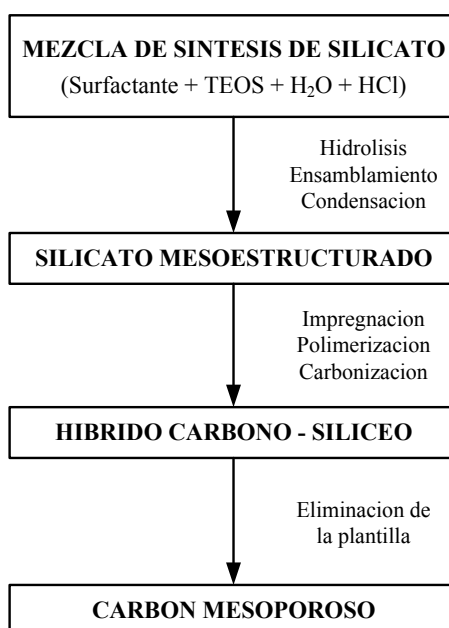 MEZCLA DE SINTESIS DE SILICATO
(Surfactante + TEOS + H₂O + HCl)
Hidrolisis
Ensamblamiento
Condensacion
SILICATO MESOESTRUCTURADO
Impregnacion
Polimerizacion
Carbonizacion
HIBRIDO CARBONO - SILICEO
Eliminacion de
la plantilla
CARBON MESOPOROSO